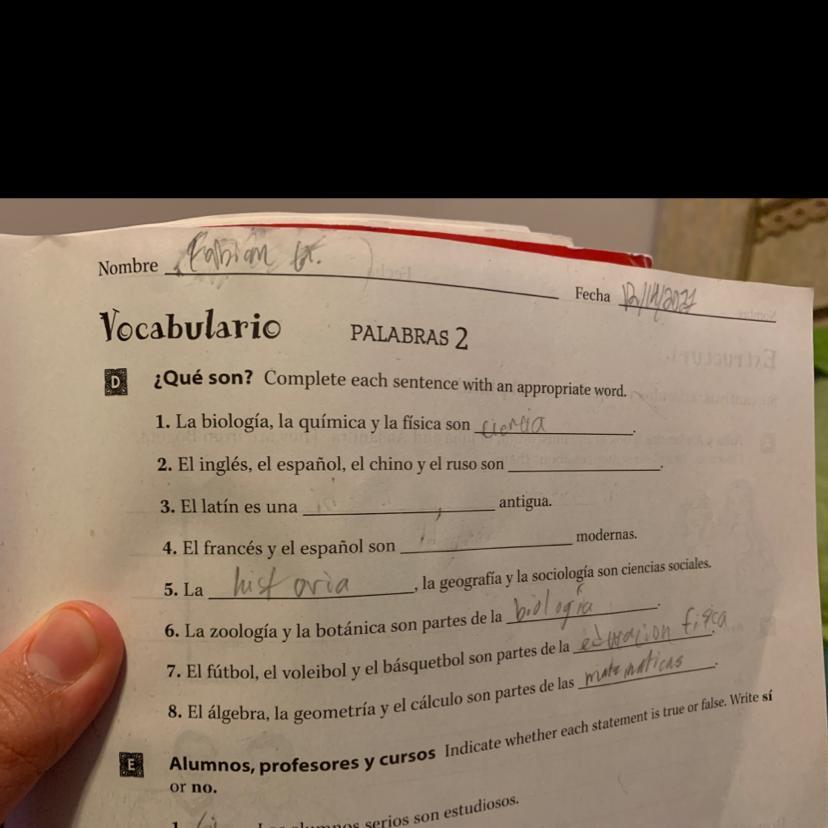 Nombre Fabian G.
Fecha 12/14/2021
Vocabulario PALABRAS 2
D ¿Qué son? Complete each sentence with an appropriate word.
1. La biología, la química y la física son ciencia.
2. El inglés, el español, el chino y el ruso son .
3. El latín es una antigua.
4. El francés y el español son modernas.
5. La historia, la geografía y la sociología son ciencias sociales.
6. La zoología y la botánica son partes de la biología.
7. El fútbol, el voleibol y el básquetbol son partes de la educacion física.
8. El álgebra, la geometría y el cálculo son partes de las matematicas.
E Alumnos, profesores y cursos Indicate whether each statement is true or false. Write sí
or no.
1. serios son estudiosos.